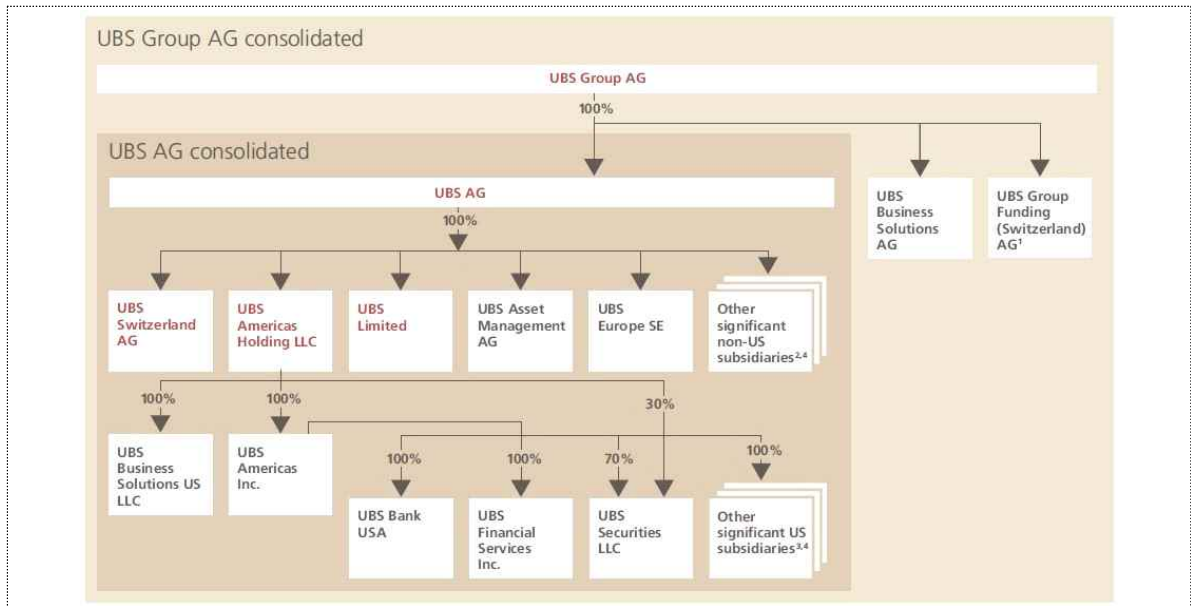 UBS Group AG consolidated
UBS Group AG
100%
UBS AG consolidated
UBS AG
100%
UBS
Business
Solutions
AG
UBS Group
Funding
(Switzerland)
AG¹
UBS
Switzerland
AG
UBS
Americas
Holding LLC
UBS
Limited
UBS Asset
Management
AG
UBS
Europe SE
Other
significant
non-US
subsidiaries²,⁴
100%
100%
30%
UBS
Business
Solutions US
LLC
UBS
Americas
Inc.
100%
100%
70%
100%
UBS Bank
USA
UBS
Financial
Services
Inc.
UBS
Securities
LLC
Other
significant US
subsidiaries³,⁴